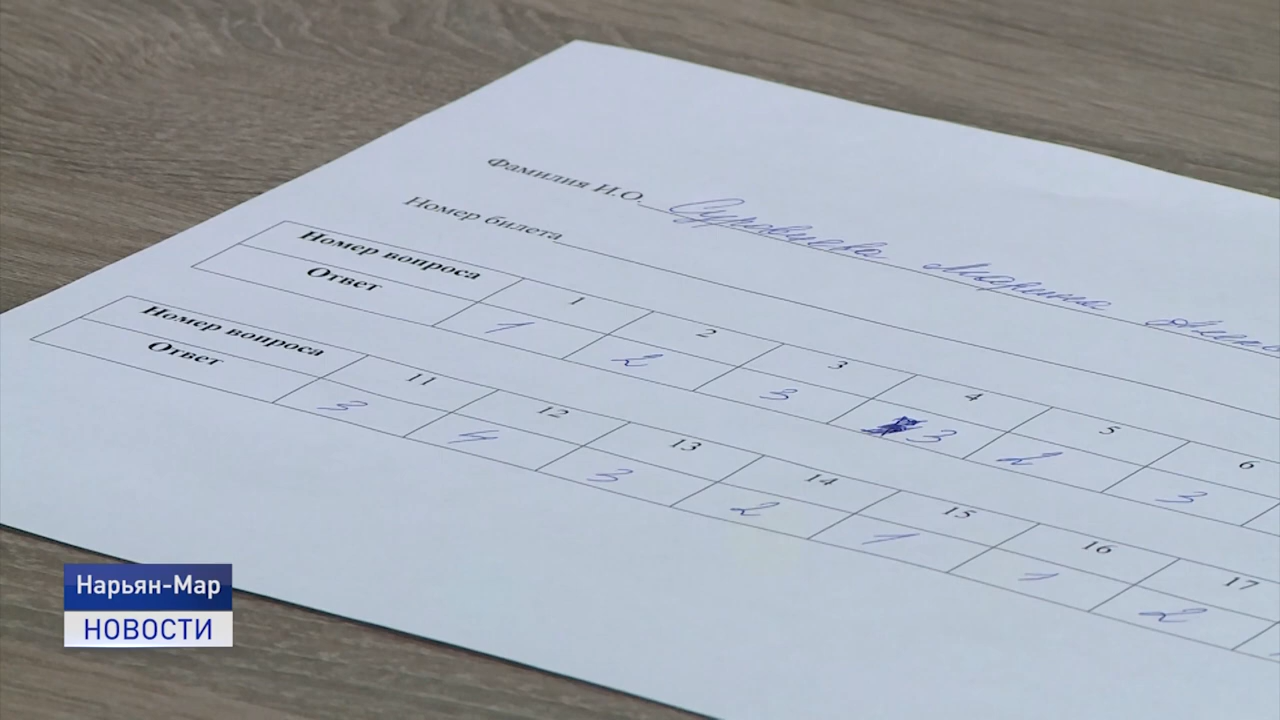 Фамилия И.О. Марина
Номер билета
Номер вопроса 1 2 3 4 5 6
Ответ 1 2 3 3 2 3
Номер вопроса 11 12 13 14 15 16 17
Ответ 3 4 3 2 1 1 2
Нарьян-Мар
НОВОСТИ